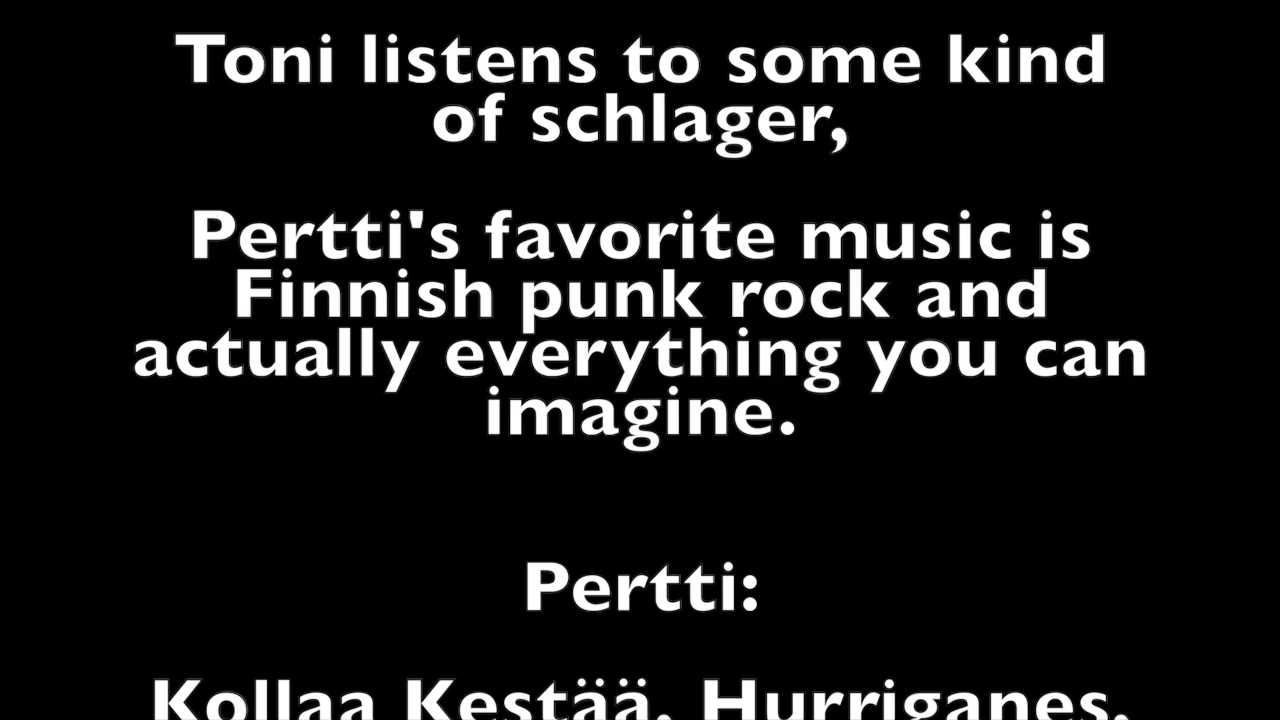 Toni listens to some kind
of schlager,
Pertti's favorite music is
Finnish punk rock and
actually everything you can
imagine.
Pertti:
Kollaa Kestää, Hurriganes,